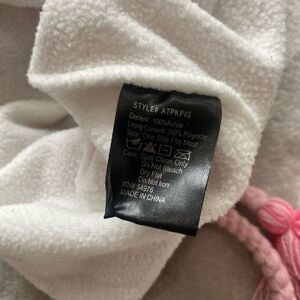 STYLE# ATPKPIG
Content: 100% Acrylic
Lining Content: 100% Polyester
Size: One Size Fits Most
Care: Spot Clean Only
Do Not Bleach
Dry Flat
Do Not Iron
RN# 54976
MADE IN CHINA